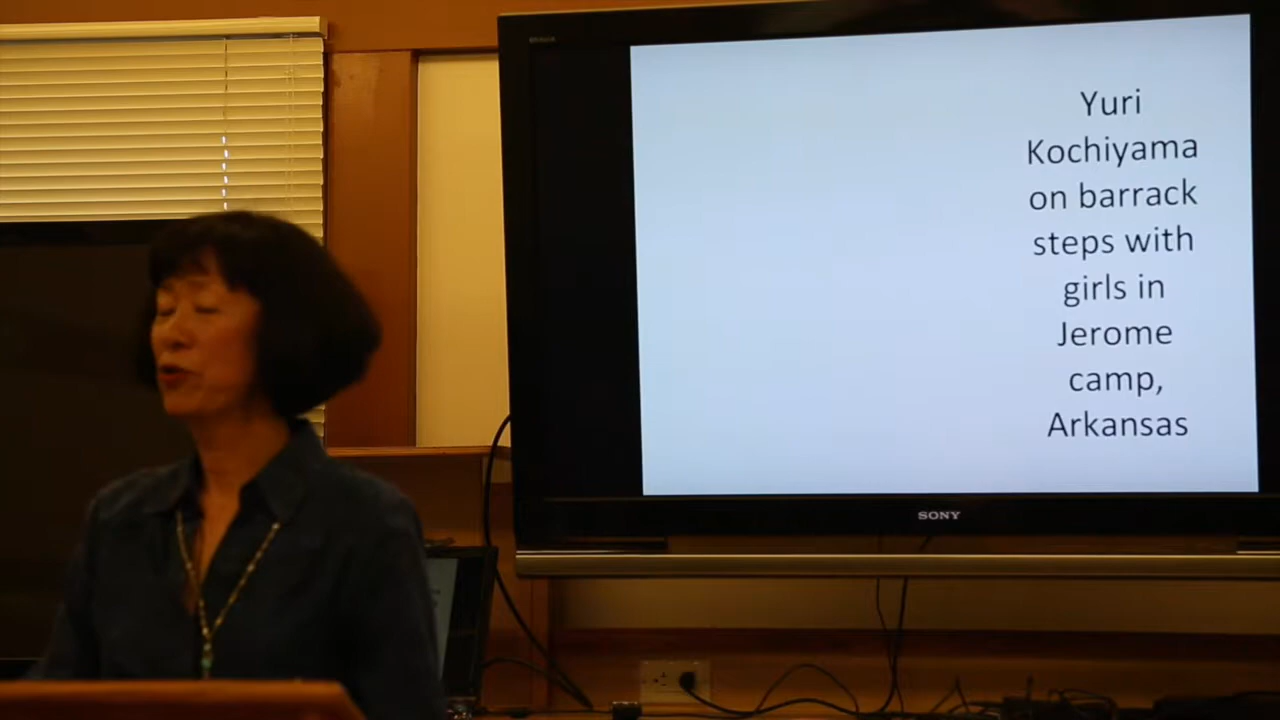 Yuri
Kochiyama
on barrack
steps with
girls in
Jerome
camp,
Arkansas
SONY